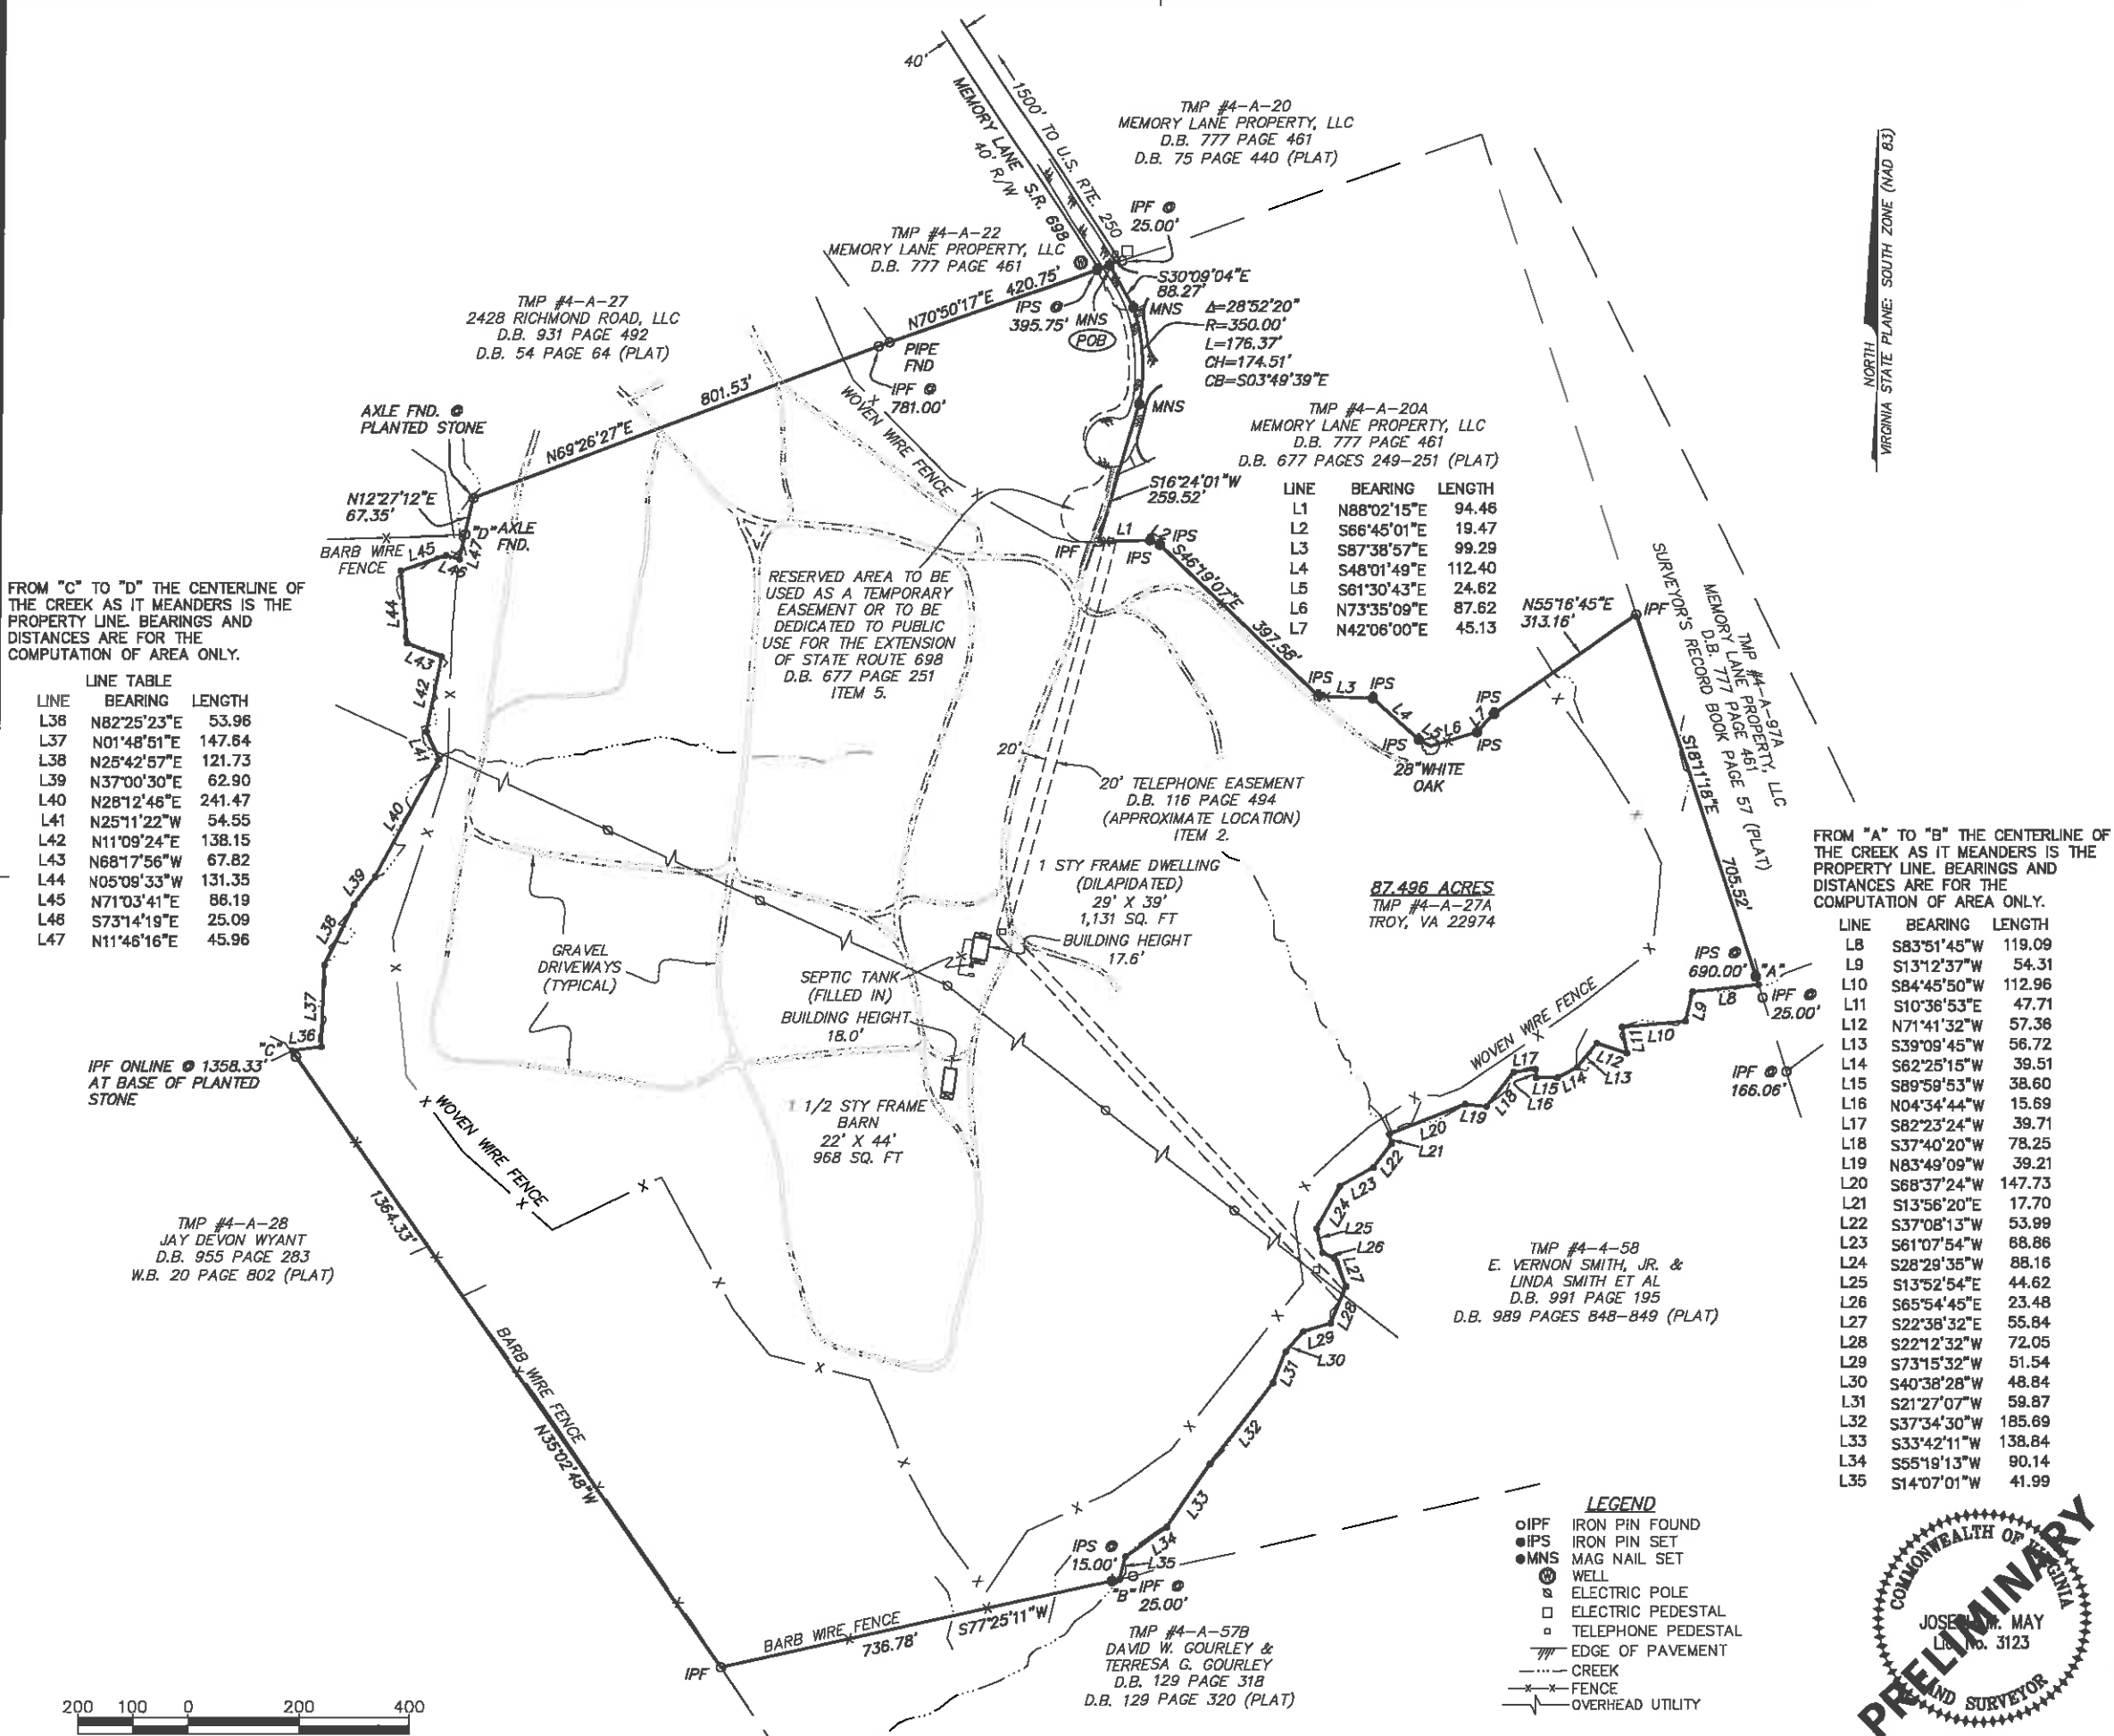 40'
MEMORY LANE S.R. 698
40' R/W
1500' TO U.S. RTE. 250
TMP #4-A-20
MEMORY LANE PROPERTY, LLC
D.B. 777 PAGE 461
D.B. 75 PAGE 440 (PLAT)
NORTH
VIRGINIA STATE PLANE: SOUTH ZONE (NAD 83)
IPF @
25.00'
TMP #4-A-22
MEMORY LANE PROPERTY, LLC
D.B. 777 PAGE 461
TMP #4-A-27
2428 RICHMOND ROAD, LLC
D.B. 931 PAGE 492
D.B. 54 PAGE 64 (PLAT)
N70°50'17"E 420.75'
IPS @
395.75'
MNS
POB
S30°09'04"E
88.27'
MNS
Δ=28°52'20"
R=350.00'
L=176.37'
CH=174.51'
CB=S03°49'39"E
MNS
PIPE
FND
IPF @
781.00'
801.53'
N69°26'27"E
WOVEN WIRE FENCE
AXLE FND. @
PLANTED STONE
N12°27'12"E
67.35'
"D" AXLE
FND.
BARB WIRE
FENCE
L45
L46
L47
L44
L43
L42
L41
L40
L39
L38
L37
L36
"C"
TMP #4-A-20A
MEMORY LANE PROPERTY, LLC
D.B. 777 PAGE 461
D.B. 677 PAGES 249-251 (PLAT)
LINE BEARING LENGTH
L1 N88°02'15"E 94.46
L2 S66°45'01"E 19.47
L3 S87°38'57"E 99.29
L4 S48°01'49"E 112.40
L5 S61°30'43"E 24.62
L6 N73°35'09"E 87.62
L7 N42°06'00"E 45.13
S16°24'01"W
259.52'
IPF
L1
IPS
L2
IPS
S46°19'07"E
397.58'
IPS
L3
IPS
L4
IPS
L5
L6
L7
IPS
IPS
28" WHITE
OAK
N55°16'45"E
313.16'
IPF
SURVEYOR'S RECORD BOOK PAGE 57 (PLAT)
TMP #4-A-97A
MEMORY LANE PROPERTY, LLC
D.B. 777 PAGE 461
S18°11'18"E
705.52'
FROM "C" TO "D" THE CENTERLINE OF
THE CREEK AS IT MEANDERS IS THE
PROPERTY LINE. BEARINGS AND
DISTANCES ARE FOR THE
COMPUTATION OF AREA ONLY.
LINE TABLE
LINE BEARING LENGTH
L36 N82°25'23"E 53.96
L37 N01°48'51"E 147.64
L38 N25°42'57"E 121.73
L39 N37°00'30"E 62.90
L40 N28°12'46"E 241.47
L41 N25°11'22"W 54.55
L42 N11°09'24"E 138.15
L43 N68°17'56"W 67.82
L44 N05°09'33"W 131.35
L45 N71°03'41"E 86.19
L46 S73°14'19"E 25.09
L47 N11°46'16"E 45.96
RESERVED AREA TO BE
USED AS A TEMPORARY
EASEMENT OR TO BE
DEDICATED TO PUBLIC
USE FOR THE EXTENSION
OF STATE ROUTE 698
D.B. 677 PAGE 251
ITEM 5.
20'
20' TELEPHONE EASEMENT
D.B. 116 PAGE 494
(APPROXIMATE LOCATION)
ITEM 2.
1 STY FRAME DWELLING
(DILAPIDATED)
29' X 39'
1,131 SQ. FT
BUILDING HEIGHT
17.6'
87.496 ACRES
TMP #4-A-27A
TROY, VA 22974
GRAVEL
DRIVEWAYS
(TYPICAL)
SEPTIC TANK
(FILLED IN)
BUILDING HEIGHT
18.0'
1 1/2 STY FRAME
BARN
22' X 44'
968 SQ. FT
IPF ONLINE @ 1358.33'
AT BASE OF PLANTED
STONE
WOVEN WIRE FENCE
1364.33'
BARB WIRE FENCE
N35°02'48"W
TMP #4-A-28
JAY DEVON WYANT
D.B. 955 PAGE 283
W.B. 20 PAGE 802 (PLAT)
FROM "A" TO "B" THE CENTERLINE OF
THE CREEK AS IT MEANDERS IS THE
PROPERTY LINE. BEARINGS AND
DISTANCES ARE FOR THE
COMPUTATION OF AREA ONLY.
LINE BEARING LENGTH
L8 S83°51'45"W 119.09
L9 S13°12'37"W 54.31
L10 S84°45'50"W 112.96
L11 S10°36'53"E 47.71
L12 N71°41'32"W 57.36
L13 S39°09'45"W 56.72
L14 S62°25'15"W 39.51
L15 S89°59'53"W 38.60
L16 N04°34'44"W 15.69
L17 S82°23'24"W 39.71
L18 S37°40'20"W 78.25
L19 N83°49'09"W 39.21
L20 S68°37'24"W 147.73
L21 S13°56'20"E 17.70
L22 S37°08'13"W 53.99
L23 S61°07'54"W 68.86
L24 S28°29'35"W 88.16
L25 S13°52'54"E 44.62
L26 S65°54'45"E 23.48
L27 S22°38'32"E 55.84
L28 S22°12'32"W 72.05
L29 S73°15'32"W 51.54
L30 S40°38'28"W 48.84
L31 S21°27'07"W 59.87
L32 S37°34'30"W 185.69
L33 S33°42'11"W 138.84
L34 S55°19'13"W 90.14
L35 S14°07'01"W 41.99
IPS @
690.00'
"A"
IPF @
25.00'
IPF @
166.06'
L8
L9
L10
L11
L12
L13
L14
L15
L16
L17
L18
L19
L20
L21
L22
L23
L24
L25
L26
L27
L28
L29
L30
L31
L32
L33
L34
L35
WOVEN WIRE FENCE
TMP #4-4-58
E. VERNON SMITH, JR. &
LINDA SMITH ET AL
D.B. 991 PAGE 195
D.B. 989 PAGES 848-849 (PLAT)
IPS @
15.00'
"B"
IPF @
25.00'
BARB WIRE FENCE
736.78'
S77°25'11"W
IPF
TMP #4-A-57B
DAVID W. GOURLEY &
TERRESA G. GOURLEY
D.B. 129 PAGE 318
D.B. 129 PAGE 320 (PLAT)
LEGEND
IPF IRON PIN FOUND
IPS IRON PIN SET
MNS MAG NAIL SET
W WELL
ELECTRIC POLE
ELECTRIC PEDESTAL
TELEPHONE PEDESTAL
EDGE OF PAVEMENT
CREEK
FENCE
OVERHEAD UTILITY
COMMONWEALTH OF VIRGINIA
MAY
No. 3123
LAND SURVEYOR
PRELIMINARY
200 100 0 200 400